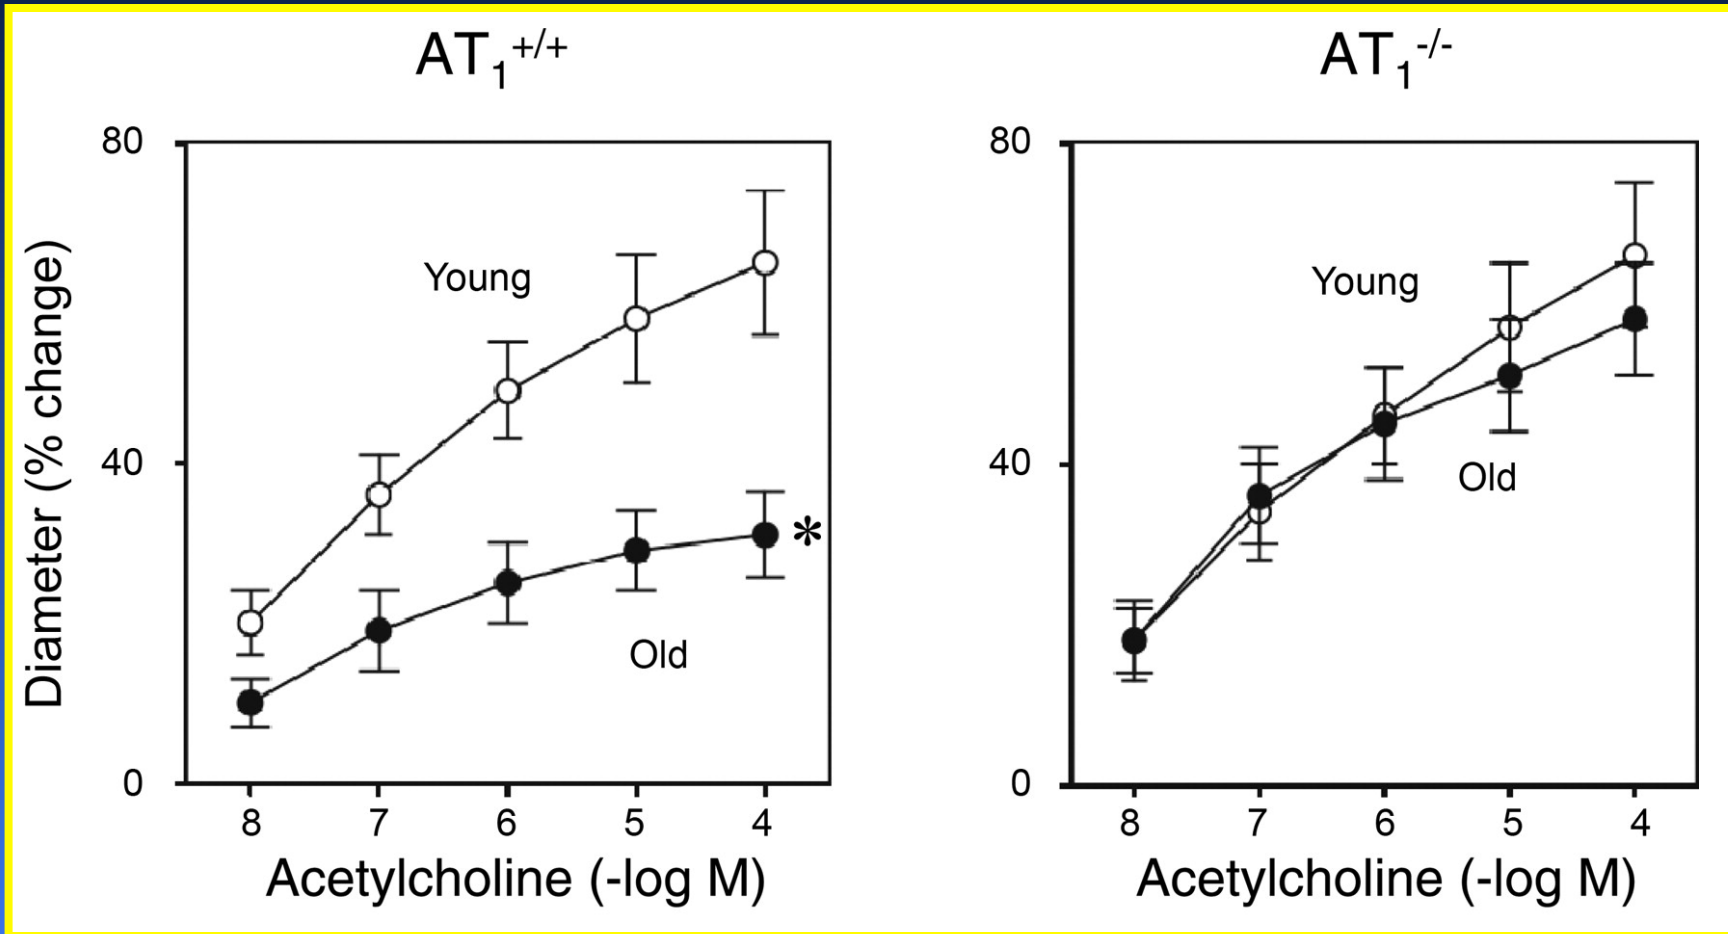 AT1+/+
AT1-/-
80
40
0
Diameter (% change)
Young
Old
*
8 7 6 5 4
Acetylcholine (-log M)
80
40
0
Young
Old
8 7 6 5 4
Acetylcholine (-log M)